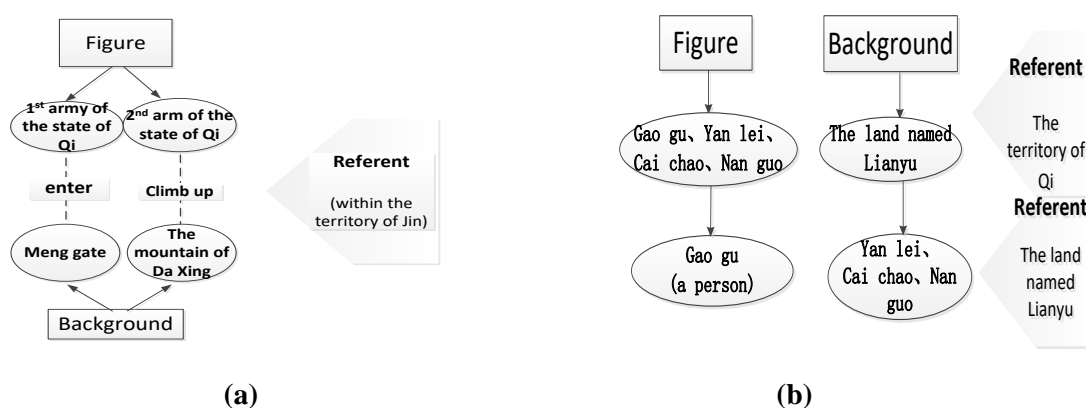 Figure
1st army of
the state of
Qi
2nd arm of the
state of Qi
enter
Climb up
Meng gate
The
mountain of
Da Xing
Background
Referent
(within the
territory of Jin)
(a)
Figure
Background
Gao gu、Yan lei、
Cai chao、Nan guo
The land named
Lianyu
Gao gu
(a person)
Yan lei、
Cai chao、Nan
guo
Referent
The
territory of
Qi
Referent
The land
named
Lianyu
(b)